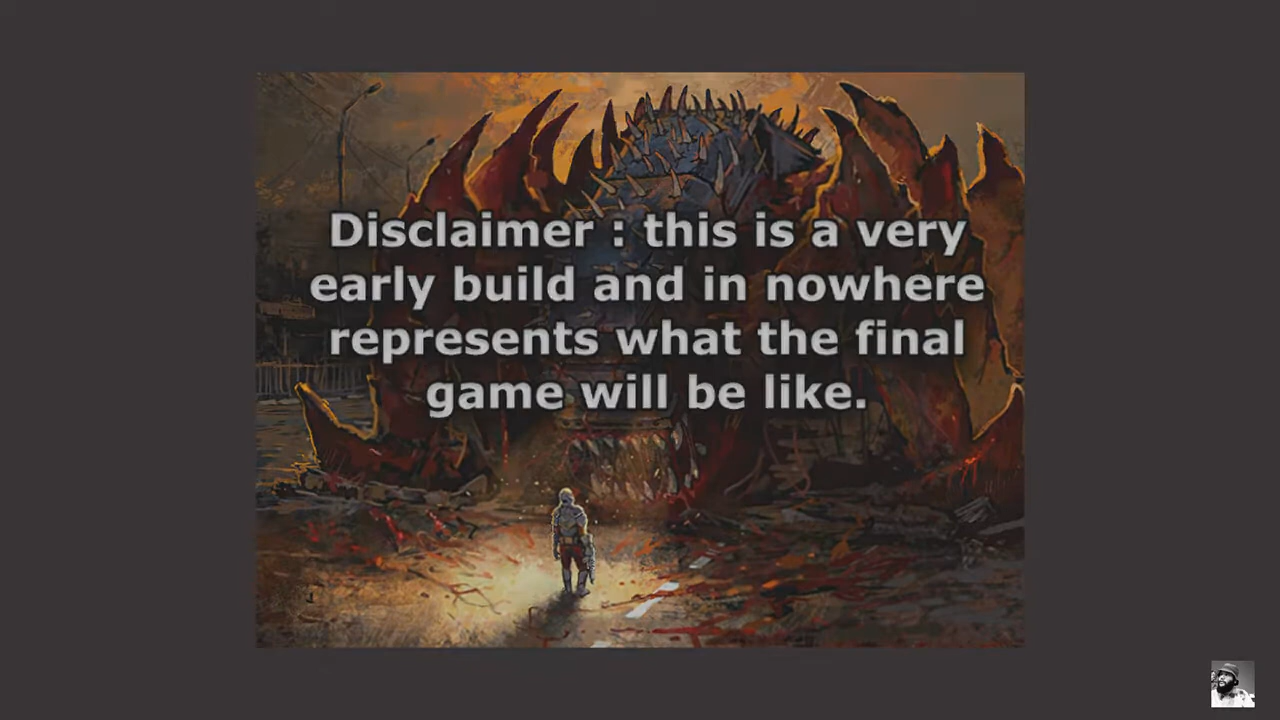 Disclaimer : this is a very
early build and in nowhere
represents what the final
game will be like.